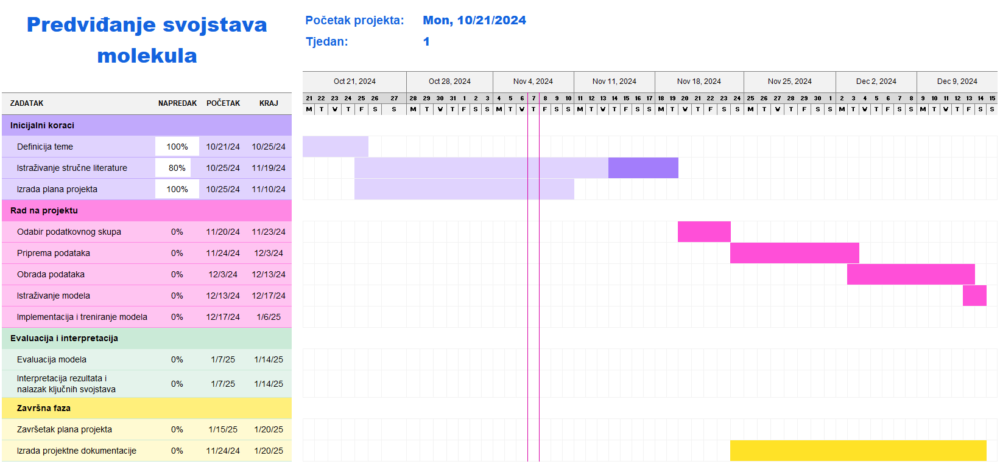 Predviđanje svojstava
molekula
Početak projekta: Mon, 10/21/2024
Tjedan: 1
Oct 21, 2024 Oct 28, 2024 Nov 4, 2024 Nov 11, 2024 Nov 18, 2024 Nov 25, 2024 Dec 2, 2024 Dec 9, 2024
21 22 23 24 25 26 27 28 29 30 31 1 2 3 4 5 6 7 8 9 10 11 12 13 14 15 16 17 18 19 20 21 22 23 24 25 26 27 28 29 30 1 2 3 4 5 6 7 8 9 10 11 12 13 14 15
ZADATAK NAPREDAK POČETAK KRAJ
M T W T F S S M T W T F S S M T W T F S S M T W T F S S M T W T F S S M T W T F S S M T W T F S S M T W T F S S
Inicijalni koraci
Definicija teme 100% 10/21/24 10/25/24
Istraživanje stručne literature 80% 10/25/24 11/19/24
Izrada plana projekta 100% 10/25/24 11/10/24
Rad na projektu
Odabir podatkovnog skupa 0% 11/20/24 11/23/24
Priprema podataka 0% 11/24/24 12/3/24
Obrada podataka 0% 12/3/24 12/13/24
Istraživanje modela 0% 12/13/24 12/17/24
Implementacija i treniranje modela 0% 12/17/24 1/6/25
Evaluacija i interpretacija
Evaluacija modela 0% 1/7/25 1/14/25
Interpretacija rezultata i
nalazak ključnih svojstava 0% 1/7/25 1/14/25
Završna faza
Završetak plana projekta 0% 1/15/25 1/20/25
Izrada projektne dokumentacije 0% 11/24/24 1/20/25